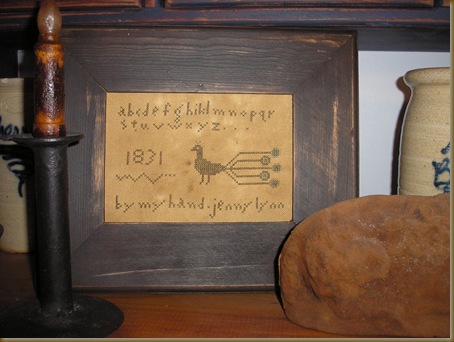 abcdefghiklmnopqr
stuvwxyz...
1831
by my hand. jenny lynn